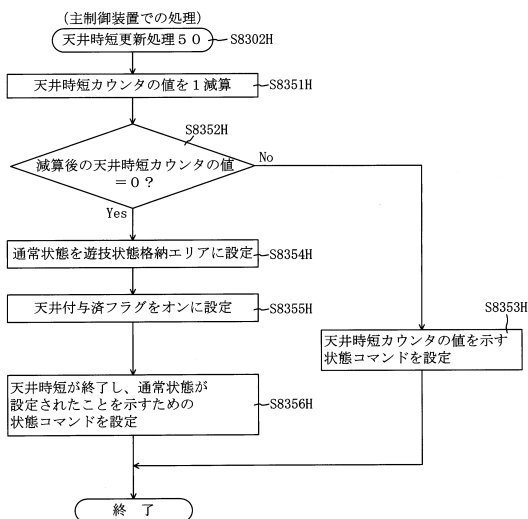 (主制御装置での処理)
天井時短更新処理50
S8302H
天井時短カウンタの値を1減算
S8351H
S8352H
減算後の天井時短カウンタの値
=0?
No
Yes
通常状態を遊技状態格納エリアに設定
S8354H
天井付与済フラグをオンに設定
S8355H
S8353H
天井時短カウンタの値を示す
状態コマンドを設定
天井時短が終了し、通常状態が
設定されたことを示すための
状態コマンドを設定
S8356H
終 了